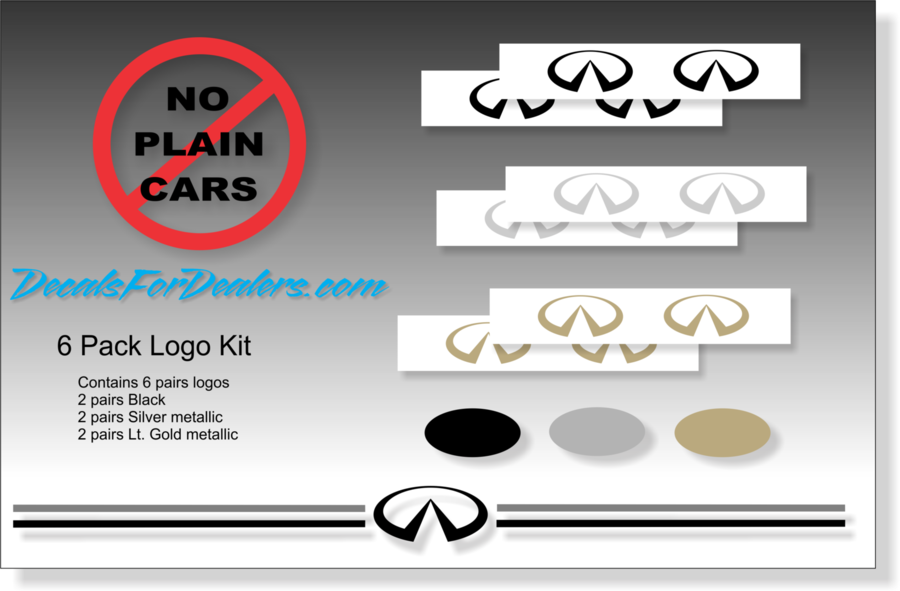 NO
PLAIN
CARS
DecalsForDealers.com
6 Pack Logo Kit
Contains 6 pairs logos
2 pairs Black
2 pairs Silver metallic
2 pairs Lt. Gold metallic